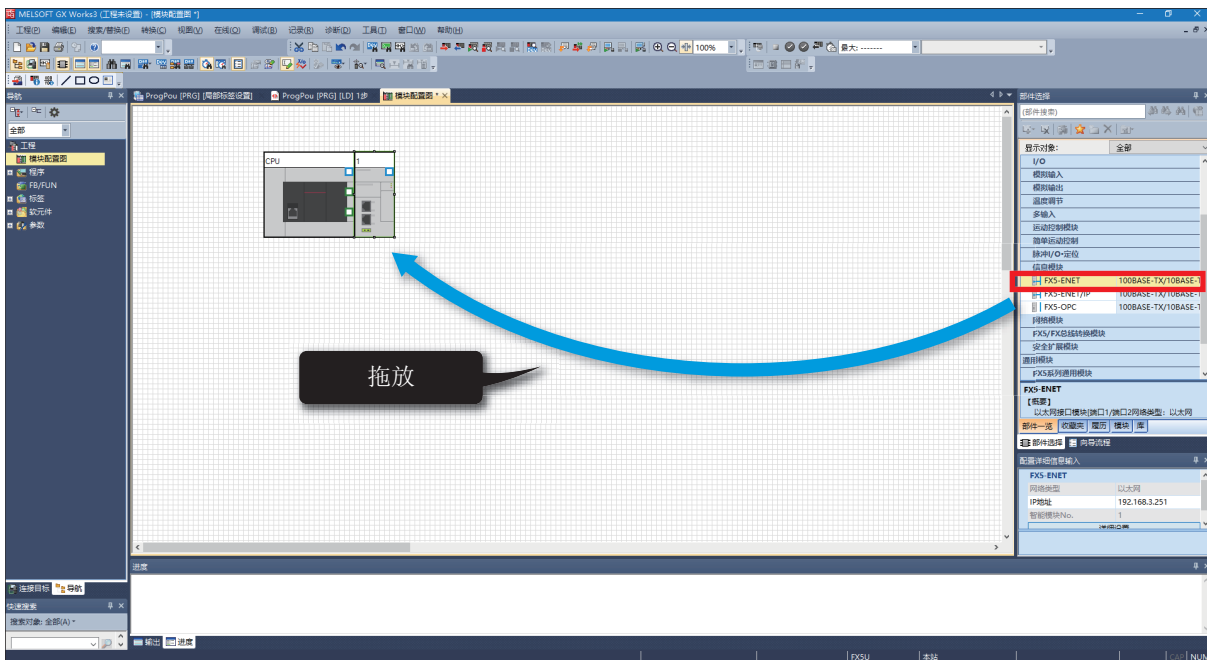 MELSOFT GX Works3 (工程未设置) - [模块配置图 *]
工程(P) 编辑(E) 搜索/替换(F) 转换(C) 视图(V) 在线(O) 调试(B) 记录(R) 诊断(D) 工具(T) 窗口(W) 帮助(H)
100%
最大: -------
导航
ProgPou [PRG] [局部标签设置]
ProgPou [PRG] [LD] 1步
模块配置图 *
全部
工程
模块配置图
程序
FB/FUN
标签
软元件
参数
CPU
1
拖放
部件选择
(部件搜索)
显示对象: 全部
I/O
模拟输入
模拟输出
温度调节
多输入
运动控制模块
简单运动控制
脉冲I/O·定位
信息模块
FX5-ENET 100BASE-TX/10BASE-T
FX5-ENET/IP 100BASE-TX/10BASE-T
FX5-OPC 100BASE-TX/10BASE-T
网络模块
FX5/FX总线转换模块
安全扩展模块
通用模块
FX5系列通用模块
FX5-ENET
【概要】
以太网接口模块(端口1/端口2网络类型：以太网
部件一览 收藏夹 履历 模块 库
部件选择 向导流程
配置详细信息输入
FX5-ENET
网络类型 以太网
IP地址 192.168.3.251
智能模块No. 1
详细设置
进度
连接目标 导航
快速搜索
搜索对象: 全部(A)
输出 进度
FX5U 本站 CAP NUM